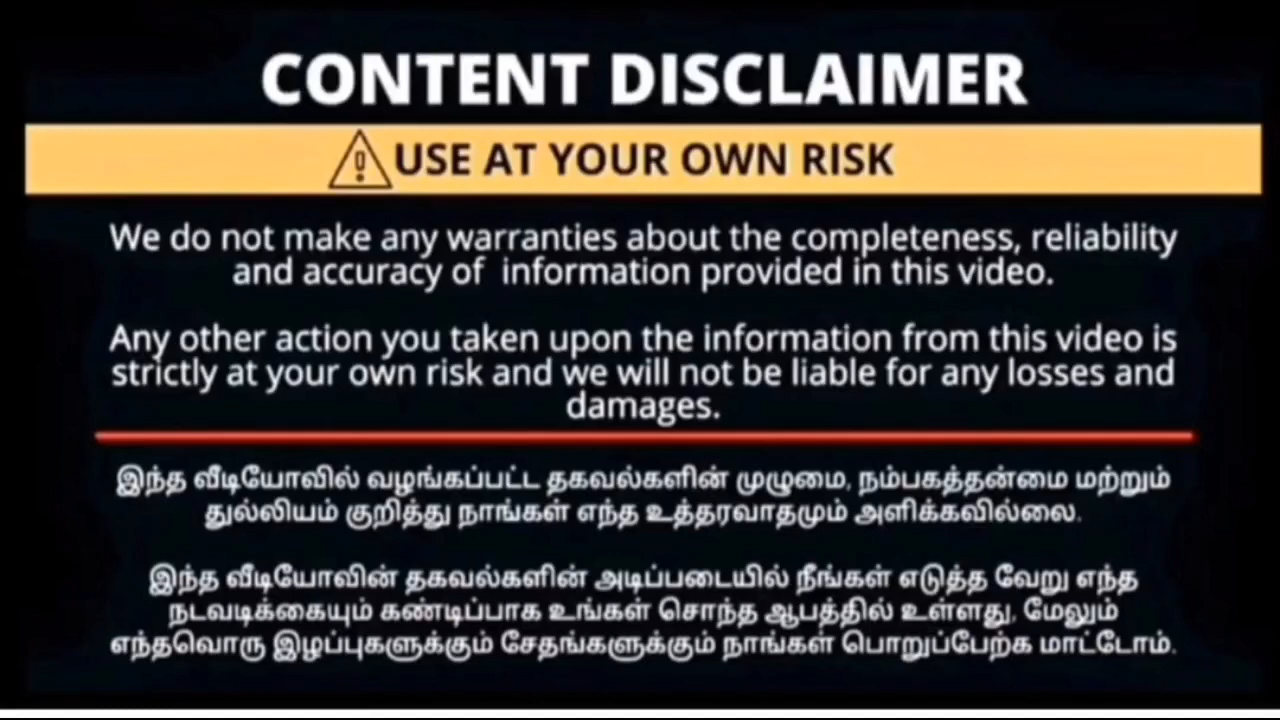 CONTENT DISCLAIMER
USE AT YOUR OWN RISK
We do not make any warranties about the completeness, reliability
and accuracy of information provided in this video.
Any other action you taken upon the information from this video is
strictly at your own risk and we will not be liable for any losses and
damages.
இந்த வீடியோவில் வழங்கப்பட்ட தகவல்களின் முழுமை, நம்பகத்தன்மை மற்றும்
துல்லியம் குறித்து நாங்கள் எந்த உத்தரவாதமும் அளிக்கவில்லை.
இந்த வீடியோவின் தகவல்களின் அடிப்படையில் நீங்கள் எடுத்த வேறு எந்த
நடவடிக்கையும் கண்டிப்பாக உங்கள் சொந்த ஆபத்தில் உள்ளது, மேலும்
எந்தவொரு இழப்புகளுக்கும் சேதங்களுக்கும் நாங்கள் பொறுப்பேற்க மாட்டோம்.